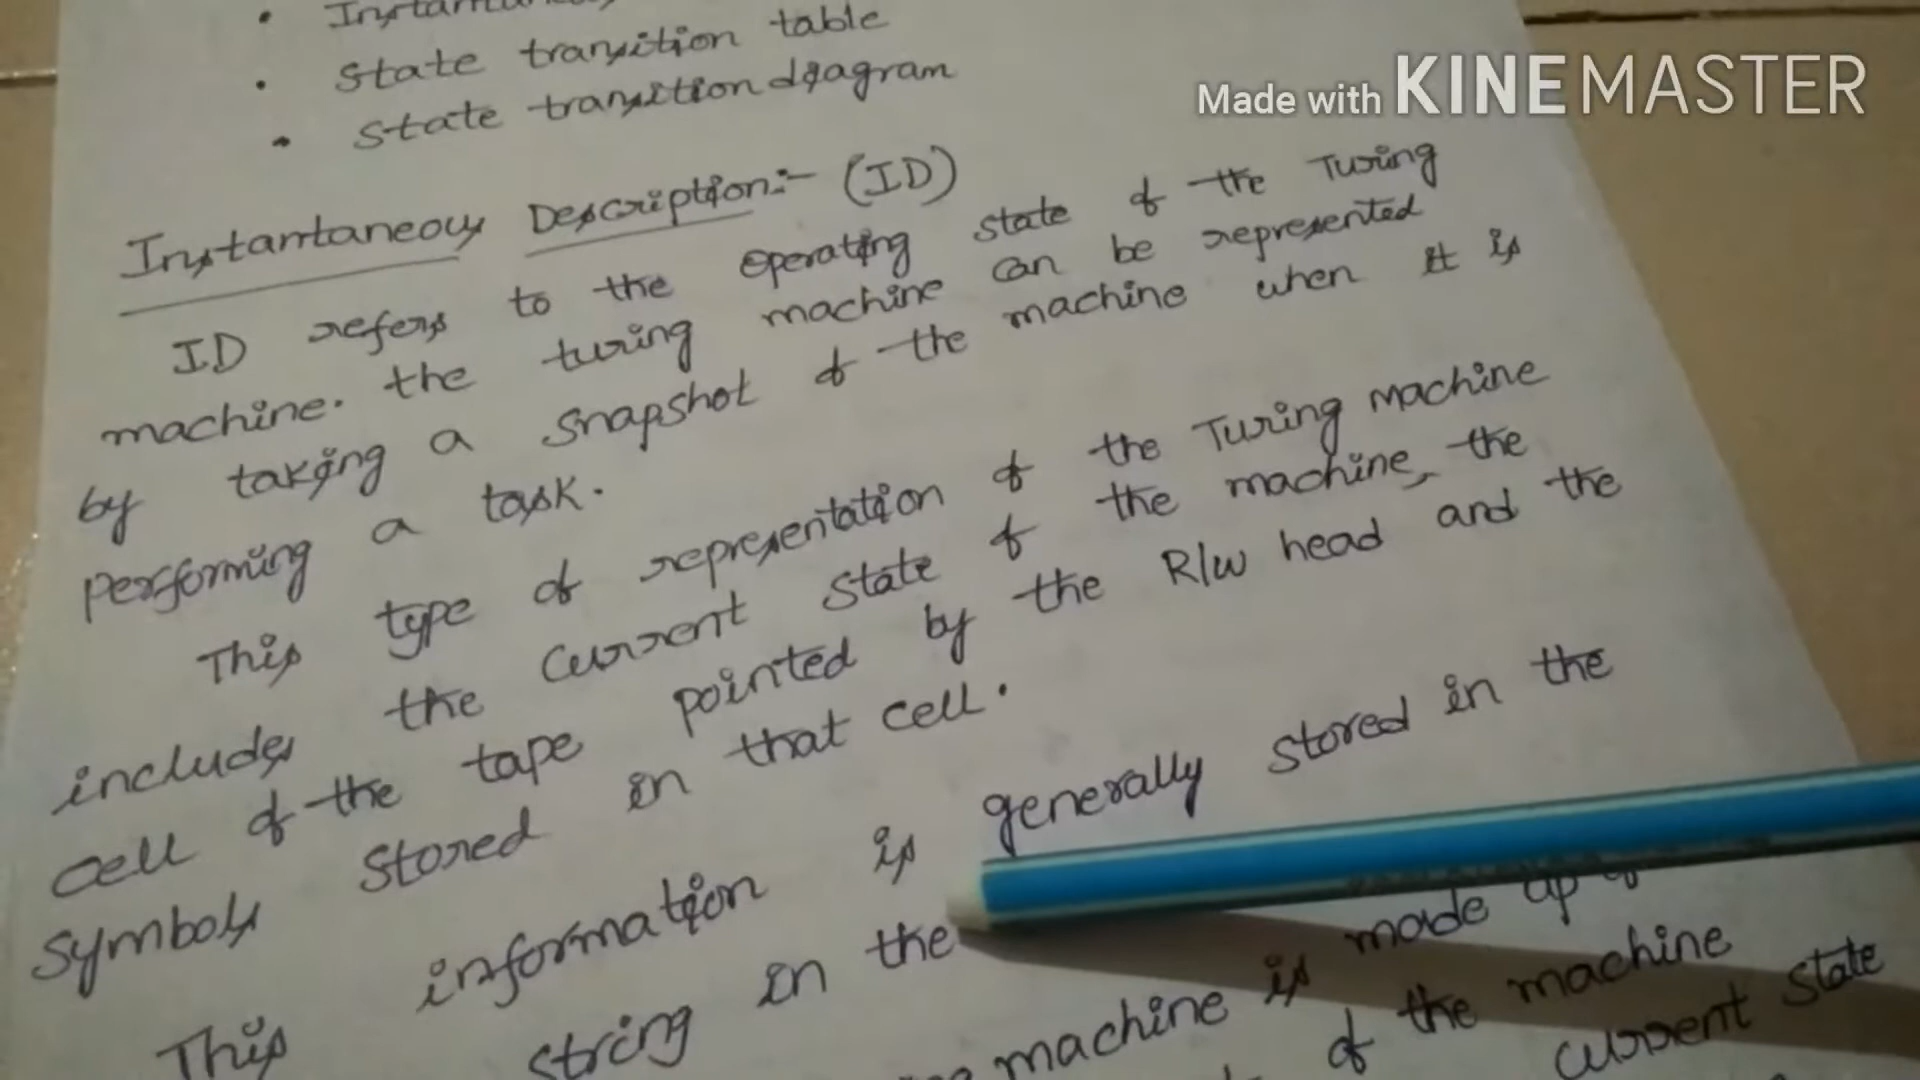 • Instantaneous
• State transition table
• State transition diagram
Made with KINEMASTER
Instantaneous Description:- (ID)
ID refers to the operating state of the Turing
machine. the turing machine can be represented
by taking a snapshot of the machine when it is
performing a task.
This type of representation of the Turing machine
includes the current state of the machine, the
cell of the tape pointed by the R/W head and the
symbols stored in that cell.
This information is generally stored in the
string in the
machine is made up of
of the machine
current state